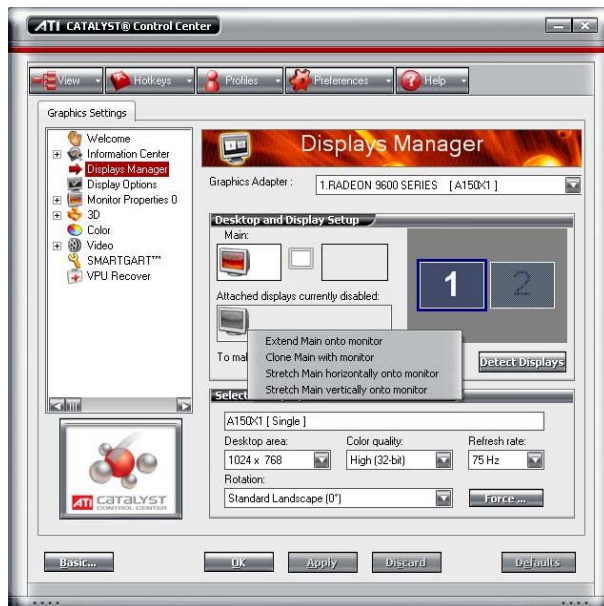 ATI CATALYST® Control Center
View Hotkeys Profiles Preferences Help
Graphics Settings
Welcome
Information Center
Displays Manager
Display Options
Monitor Properties 0
3D
Color
Video
SMARTGART™
VPU Recover
ATI CATALYST
CONTROL CENTER
Displays Manager
Graphics Adapter : 1.RADEON 9600 SERIES [ A150X1 ]
Desktop and Display Setup
Main:
1 2
Attached displays currently disabled:
Extend Main onto monitor
Clone Main with monitor
Stretch Main horizontally onto monitor
Stretch Main vertically onto monitor
To
Detect Displays
A150X1 [ Single ]
Desktop area: Color quality: Refresh rate:
1024 x 768 High (32-bit) 75 Hz
Rotation:
Standard Landscape (0°) Force ...
Basic... OK Apply Discard Defaults